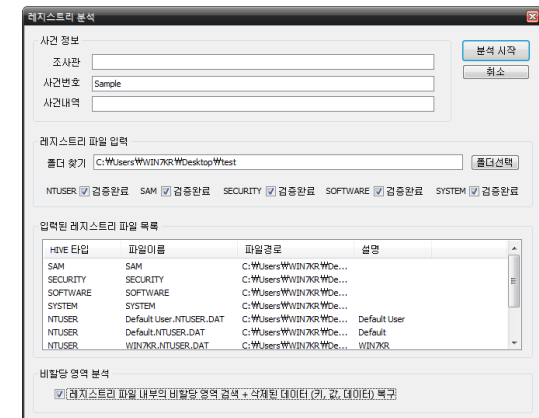 레지스트리 분석
사건 정보
조사관
사건번호 Sample
사건내역
분석 시작
취소
레지스트리 파일 입력
폴더 찾기 C:₩Users₩WIN7KR₩Desktop₩test 폴더선택
NTUSER 검증완료 SAM 검증완료 SECURITY 검증완료 SOFTWARE 검증완료 SYSTEM 검증완료
입력된 레지스트리 파일 목록
HIVE 타입 파일이름 파일경로 설명
SAM SAM C:₩Users₩WIN7KR₩De...
SECURITY SECURITY C:₩Users₩WIN7KR₩De...
SOFTWARE SOFTWARE C:₩Users₩WIN7KR₩De...
SYSTEM SYSTEM C:₩Users₩WIN7KR₩De...
NTUSER Default User.NTUSER.DAT C:₩Users₩WIN7KR₩De... Default User
NTUSER Default.NTUSER.DAT C:₩Users₩WIN7KR₩De... Default
NTUSER WIN7KR.NTUSER.DAT C:₩Users₩WIN7KR₩De... WIN7KR
비할당 영역 분석
레지스트리 파일 내부의 비할당 영역 검색 + 삭제된 데이터 (키, 값, 데이터) 복구